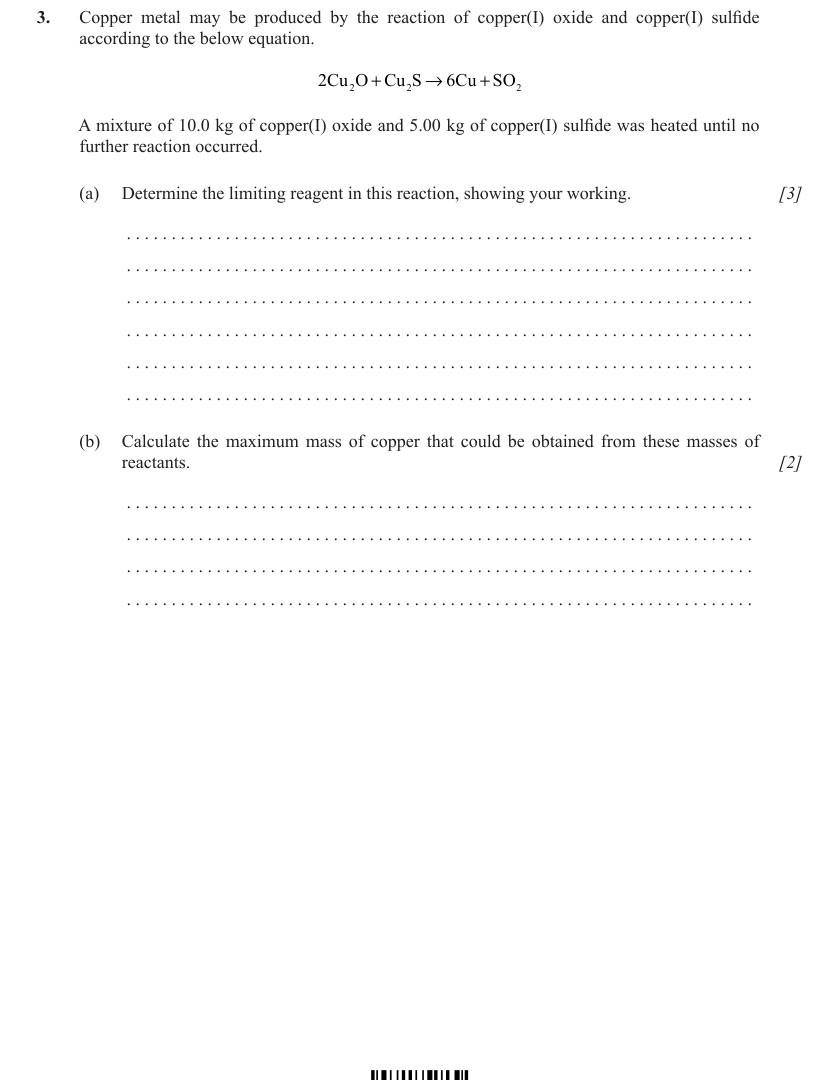 3. Copper metal may be produced by the reaction of copper(I) oxide and copper(I) sulfide
according to the below equation.
2Cu₂O + Cu₂S → 6Cu + SO₂
A mixture of 10.0 kg of copper(I) oxide and 5.00 kg of copper(I) sulfide was heated until no
further reaction occurred.
(a) Determine the limiting reagent in this reaction, showing your working. [3]
(b) Calculate the maximum mass of copper that could be obtained from these masses of
reactants. [2]